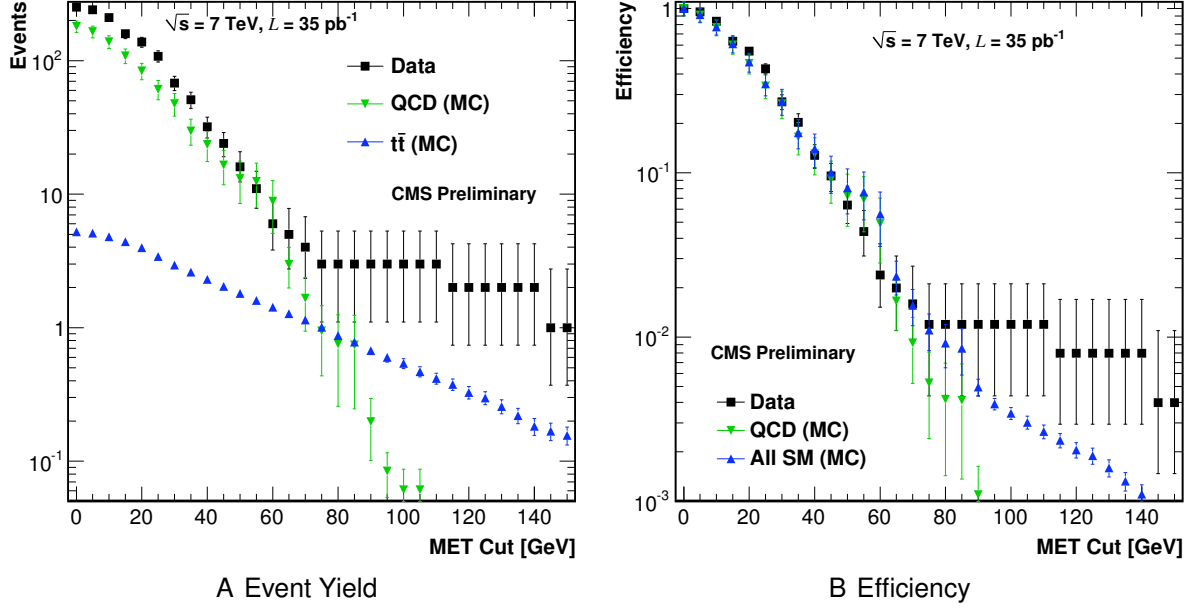 Events
√s = 7 TeV, L = 35 pb⁻¹
Data
QCD (MC)
tt̄ (MC)
CMS Preliminary
10²
10
1
10⁻¹
0 20 40 60 80 100 120 140
MET Cut [GeV]
A Event Yield
Efficiency
√s = 7 TeV, L = 35 pb⁻¹
1
10⁻¹
10⁻²
10⁻³
CMS Preliminary
Data
QCD (MC)
All SM (MC)
0 20 40 60 80 100 120 140
MET Cut [GeV]
B Efficiency